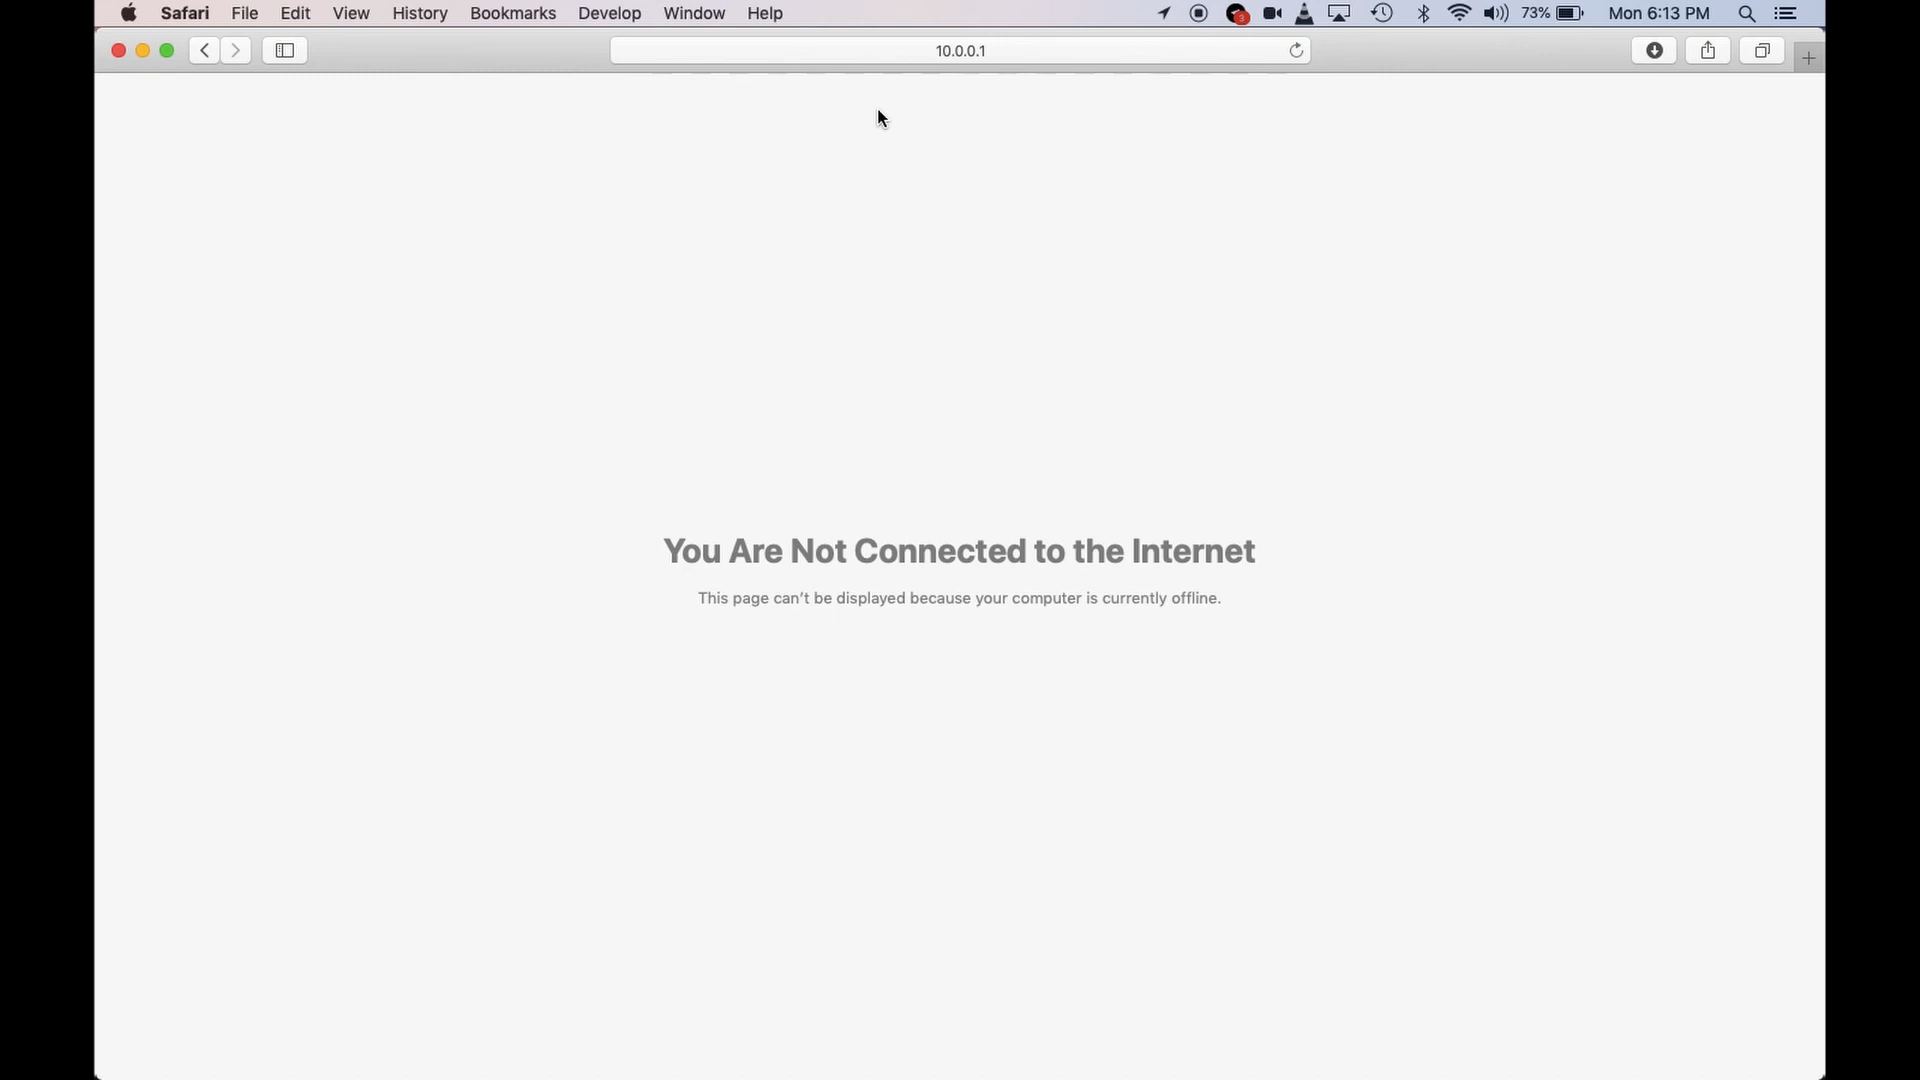 Safari File Edit View History Bookmarks Develop Window Help 3 73% Mon 6:13 PM
10.0.0.1
You Are Not Connected to the Internet
This page can’t be displayed because your computer is currently offline.